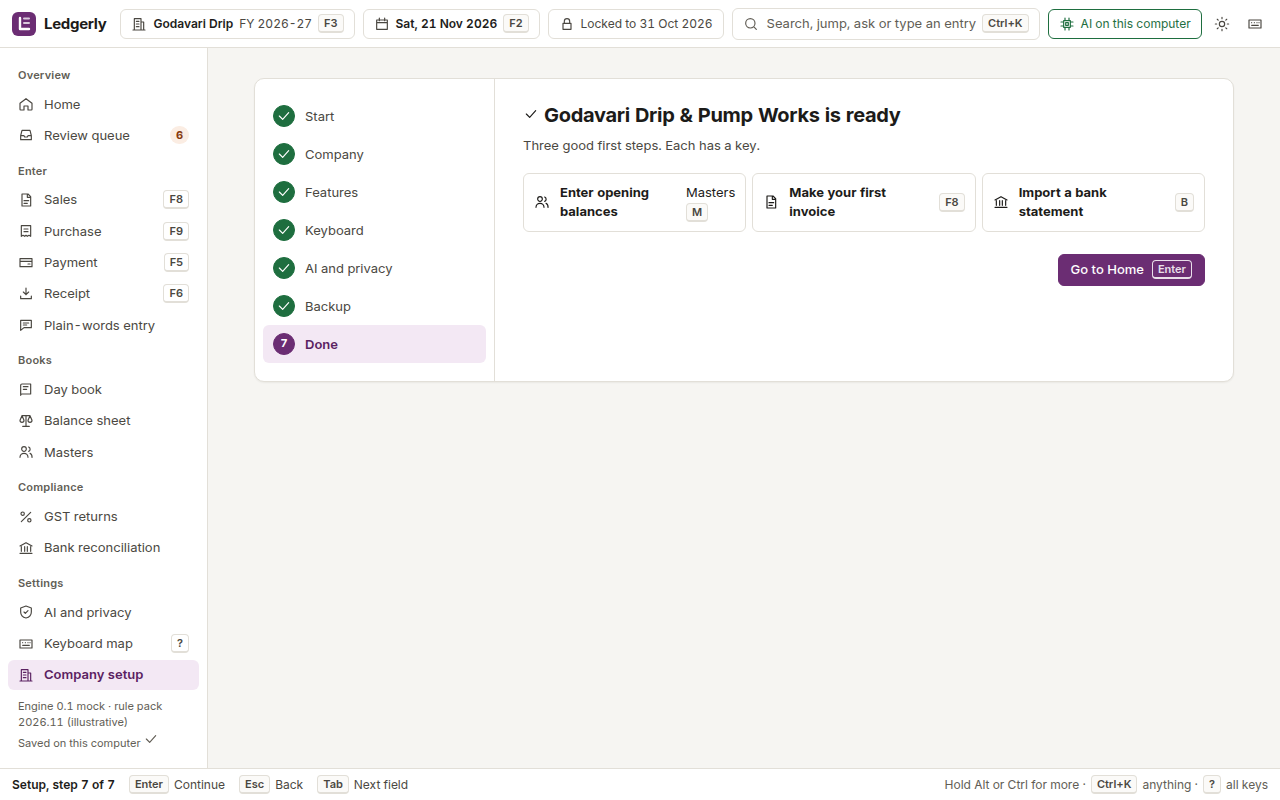 Ledgerly
Godavari Drip FY 2026-27 F3
Sat, 21 Nov 2026 F2
Locked to 31 Oct 2026
Search, jump, ask or type an entry Ctrl+K
AI on this computer
Overview
Home
Review queue 6
Enter
Sales F8
Purchase F9
Payment F5
Receipt F6
Plain-words entry
Books
Day book
Balance sheet
Masters
Compliance
GST returns
Bank reconciliation
Settings
AI and privacy
Keyboard map ?
Company setup
Engine 0.1 mock · rule pack
2026.11 (illustrative)
Saved on this computer
Start
Company
Features
Keyboard
AI and privacy
Backup
7 Done
Godavari Drip & Pump Works is ready
Three good first steps. Each has a key.
Enter opening
balances
Masters
M
Make your first
invoice
F8
Import a bank
statement
B
Go to Home Enter
Setup, step 7 of 7 Enter Continue Esc Back Tab Next field
Hold Alt or Ctrl for more · Ctrl+K anything · ? all keys